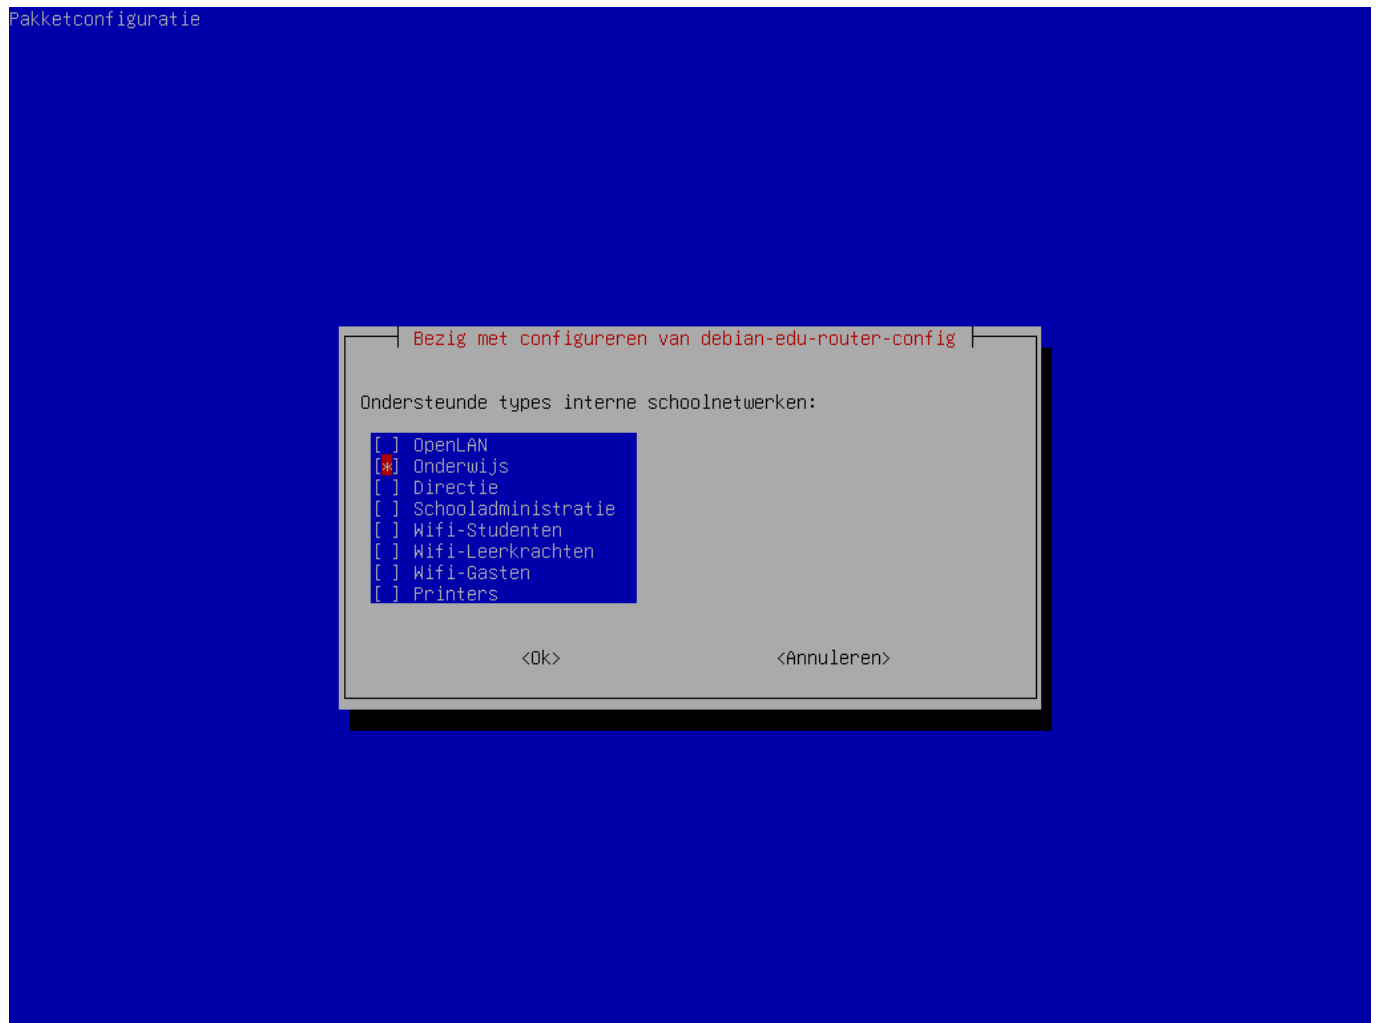 Pakketconfiguratie
Bezig met configureren van debian-edu-router-config
Ondersteunde types interne schoolnetwerken:
[ ] OpenLAN
[*] Onderwijs
[ ] Directie
[ ] Schooladministratie
[ ] Wifi-Studenten
[ ] Wifi-Leerkrachten
[ ] Wifi-Gasten
[ ] Printers
<Ok> <Annuleren>